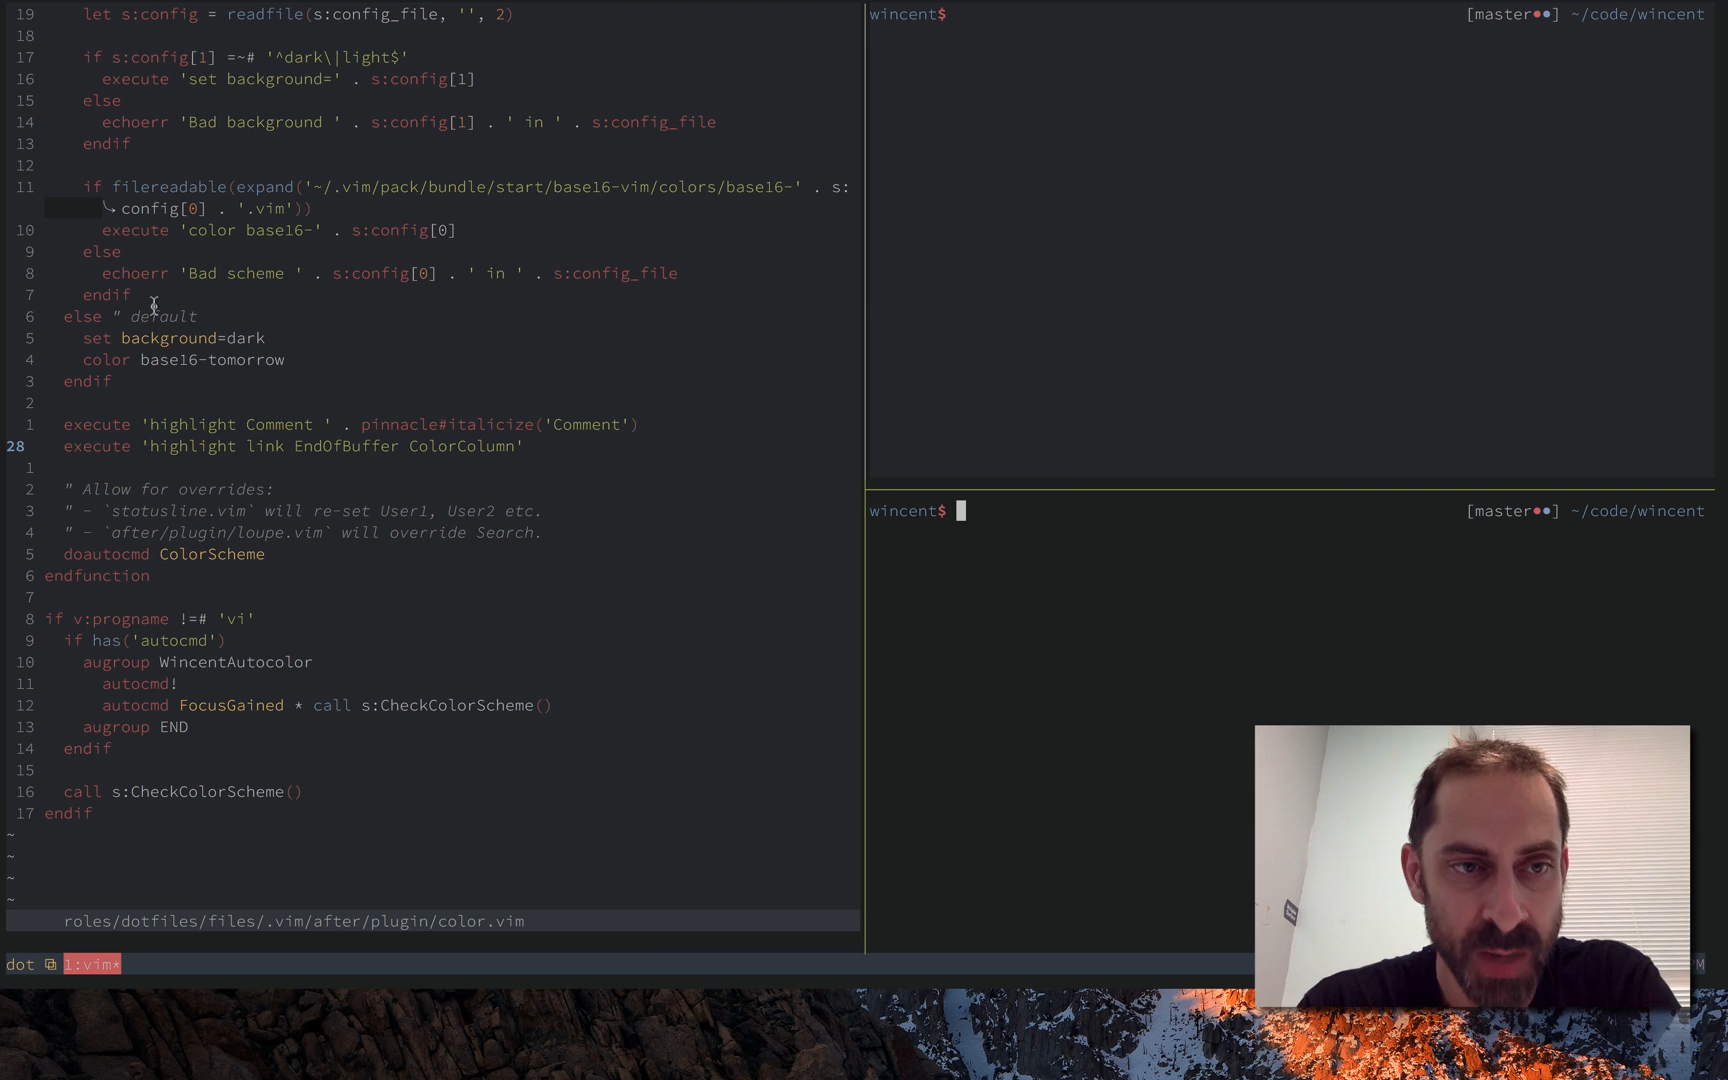 19 let s:config = readfile(s:config_file, '', 2)
18
17 if s:config[1] =~# '^dark\|light$'
16 execute 'set background=' . s:config[1]
15 else
14 echoerr 'Bad background ' . s:config[1] . ' in ' . s:config_file
13 endif
12
11 if filereadable(expand('~/.vim/pack/bundle/start/base16-vim/colors/base16-' . s:
config[0] . '.vim'))
10 execute 'color base16-' . s:config[0]
9 else
8 echoerr 'Bad scheme ' . s:config[0] . ' in ' . s:config_file
7 endif
6 else " default
5 set background=dark
4 color base16-tomorrow
3 endif
2
1 execute 'highlight Comment ' . pinnacle#italicize('Comment')
28 execute 'highlight link EndOfBuffer ColorColumn'
1
2 " Allow for overrides:
3 " - `statusline.vim` will re-set User1, User2 etc.
4 " - `after/plugin/loupe.vim` will override Search.
5 doautocmd ColorScheme
6 endfunction
7
8 if v:progname !=# 'vi'
9 if has('autocmd')
10 augroup WincentAutocolor
11 autocmd!
12 autocmd FocusGained * call s:CheckColorScheme()
13 augroup END
14 endif
15
16 call s:CheckColorScheme()
17 endif
~
~
~
~
roles/dotfiles/files/.vim/after/plugin/color.vim
wincent$ [master●●] ~/code/wincent
wincent$ [master●●] ~/code/wincent
dot 1:vim*
M